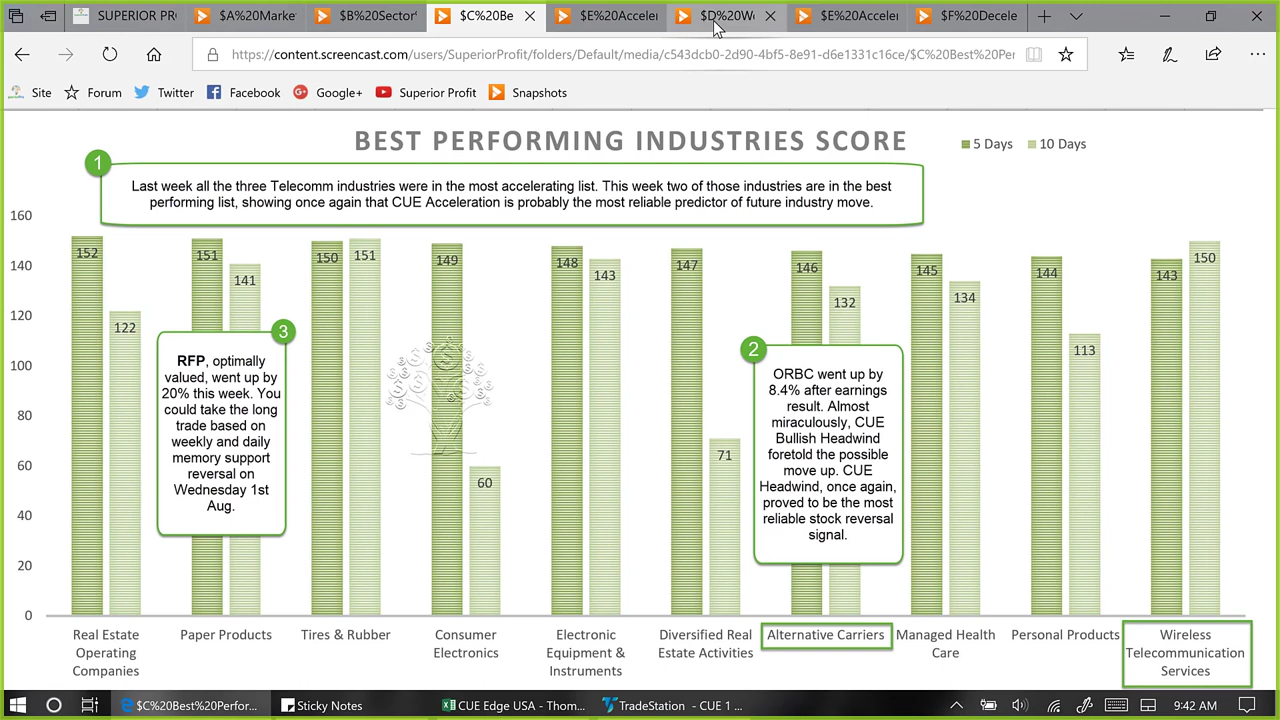 SUPERIOR PR
$A%20Marke
$B%20Sector
$C%20Be
$E%20Acceler
$D%20W
$E%20Acceler
$F%20Decele
https://content.screencast.com/users/SuperiorProfit/folders/Default/media/c543dcb0-2d90-4bf5-8e91-d6e1331c16ce/$C%20Best%20Per
Site
Forum
Twitter
Facebook
Google+
Superior Profit
Snapshots
BEST PERFORMING INDUSTRIES SCORE
5 Days
10 Days
1
Last week all the three Telecomm industries were in the most accelerating list. This week two of those industries are in the best
performing list, showing once again that CUE Acceleration is probably the most reliable predictor of future industry move.
160
140
120
100
80
60
40
20
0
152
122
151
141
150
151
149
60
148
143
147
71
146
132
145
134
144
113
143
150
3
RFP, optimally
valued, went up by
20% this week. You
could take the long
trade based on
weekly and daily
memory support
reversal on
Wednesday 1st
Aug.
2
ORBC went up by
8.4% after earnings
result. Almost
miraculously, CUE
Bullish Headwind
foretold the possible
move up. CUE
Headwind, once again,
proved to be the most
reliable stock reversal
signal.
Real Estate
Operating
Companies
Paper Products
Tires & Rubber
Consumer
Electronics
Electronic
Equipment &
Instruments
Diversified Real
Estate Activities
Alternative Carriers
Managed Health
Care
Personal Products
Wireless
Telecommunication
Services
$C%20Best%20Perfor...
Sticky Notes
CUE Edge USA - Thom...
TradeStation - CUE 1 ...
9:42 AM